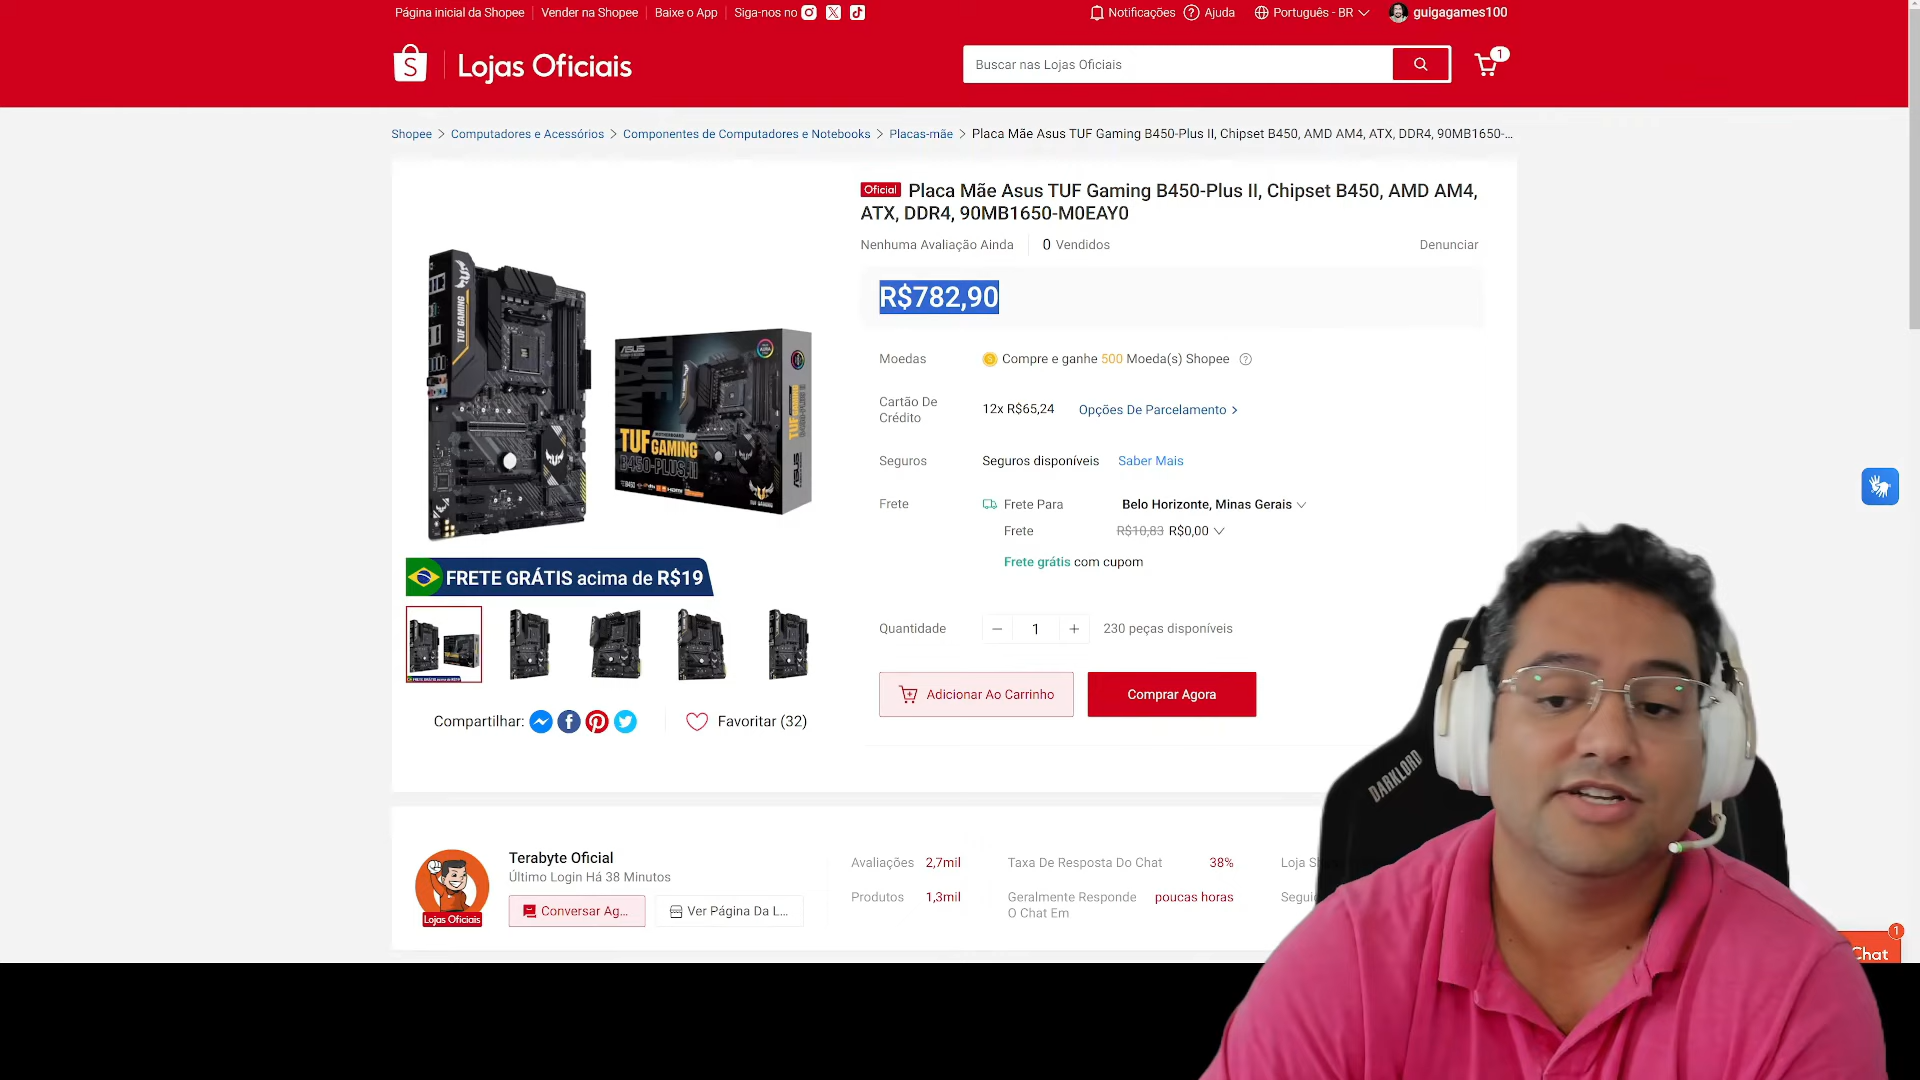 Página inicial da Shopee
Vender na Shopee
Baixe o App
Siga-nos no
Notificações
Ajuda
Português - BR
guigagames100
S
Lojas Oficiais
Buscar nas Lojas Oficiais
1
Shopee > Computadores e Acessórios > Componentes de Computadores e Notebooks > Placas-mãe > Placa Mãe Asus TUF Gaming B450-Plus II, Chipset B450, AMD AM4, ATX, DDR4, 90MB1650-...
Oficial Placa Mãe Asus TUF Gaming B450-Plus II, Chipset B450, AMD AM4,
ATX, DDR4, 90MB1650-M0EAY0
Nenhuma Avaliação Ainda
0 Vendidos
Denunciar
R$782,90
Moedas
Compre e ganhe 500 Moeda(s) Shopee
Cartão De
Crédito
12x R$65,24
Opções De Parcelamento >
Seguros
Seguros disponíveis
Saber Mais
Frete
Frete Para
Belo Horizonte, Minas Gerais
Frete
R$10,83 R$0,00
Frete grátis com cupom
Quantidade
1
230 peças disponíveis
Adicionar Ao Carrinho
Comprar Agora
TUF GAMING
ASUS
TUF GAMING
B450-PLUS II
FRETE GRÁTIS acima de R$19
Compartilhar:
Favoritar (32)
DARKLORD
Terabyte Oficial
Último Login Há 38 Minutos
Lojas Oficiais
Conversar Ag...
Ver Página Da L...
Avaliações 2,7mil
Produtos 1,3mil
Taxa De Resposta Do Chat 38%
Geralmente Responde
O Chat Em
poucas horas
Loja
Chat
1